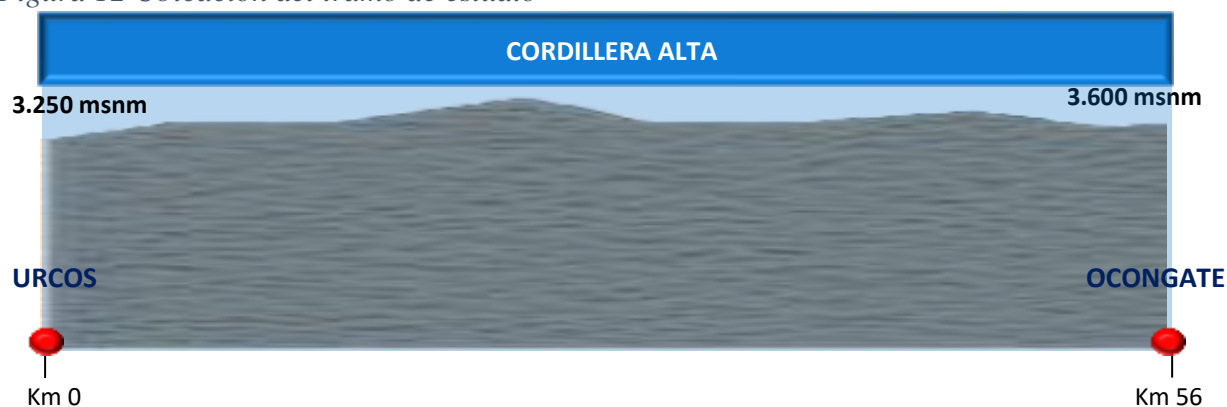 Figura 12 Ubicación del tramo de estudio
CORDILLERA ALTA
3.250 msnm
3.600 msnm
URCOS
OCONGATE
Km 0
Km 56